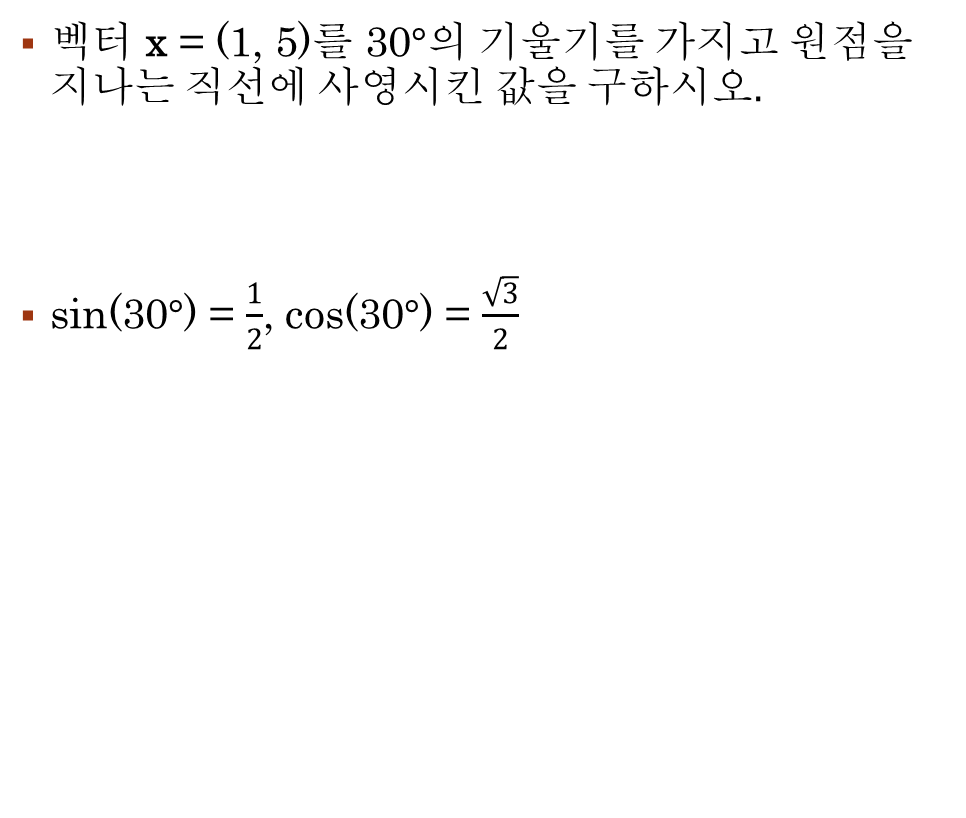 ▪ 벡터 x = (1, 5)를 30°의 기울기를 가지고 원점을
지나는 직선에 사영시킨 값을 구하시오.
▪ sin(30°) = 1/2, cos(30°) = √3/2